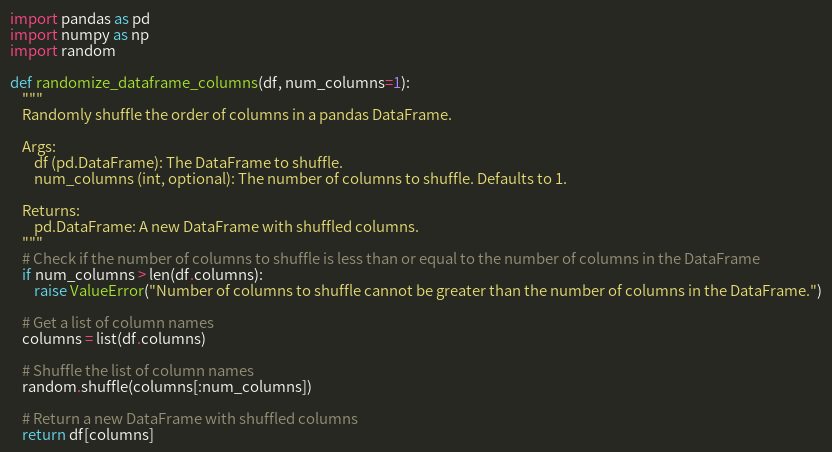 import pandas as pd
import numpy as np
import random

def randomize_dataframe_columns(df, num_columns=1):
    """
    Randomly shuffle the order of columns in a pandas DataFrame.

    Args:
        df (pd.DataFrame): The DataFrame to shuffle.
        num_columns (int, optional): The number of columns to shuffle. Defaults to 1.

    Returns:
        pd.DataFrame: A new DataFrame with shuffled columns.
    """
    # Check if the number of columns to shuffle is less than or equal to the number of columns in the DataFrame
    if num_columns > len(df.columns):
        raise ValueError("Number of columns to shuffle cannot be greater than the number of columns in the DataFrame.")

    # Get a list of column names
    columns = list(df.columns)

    # Shuffle the list of column names
    random.shuffle(columns[:num_columns])

    # Return a new DataFrame with shuffled columns
    return df[columns]